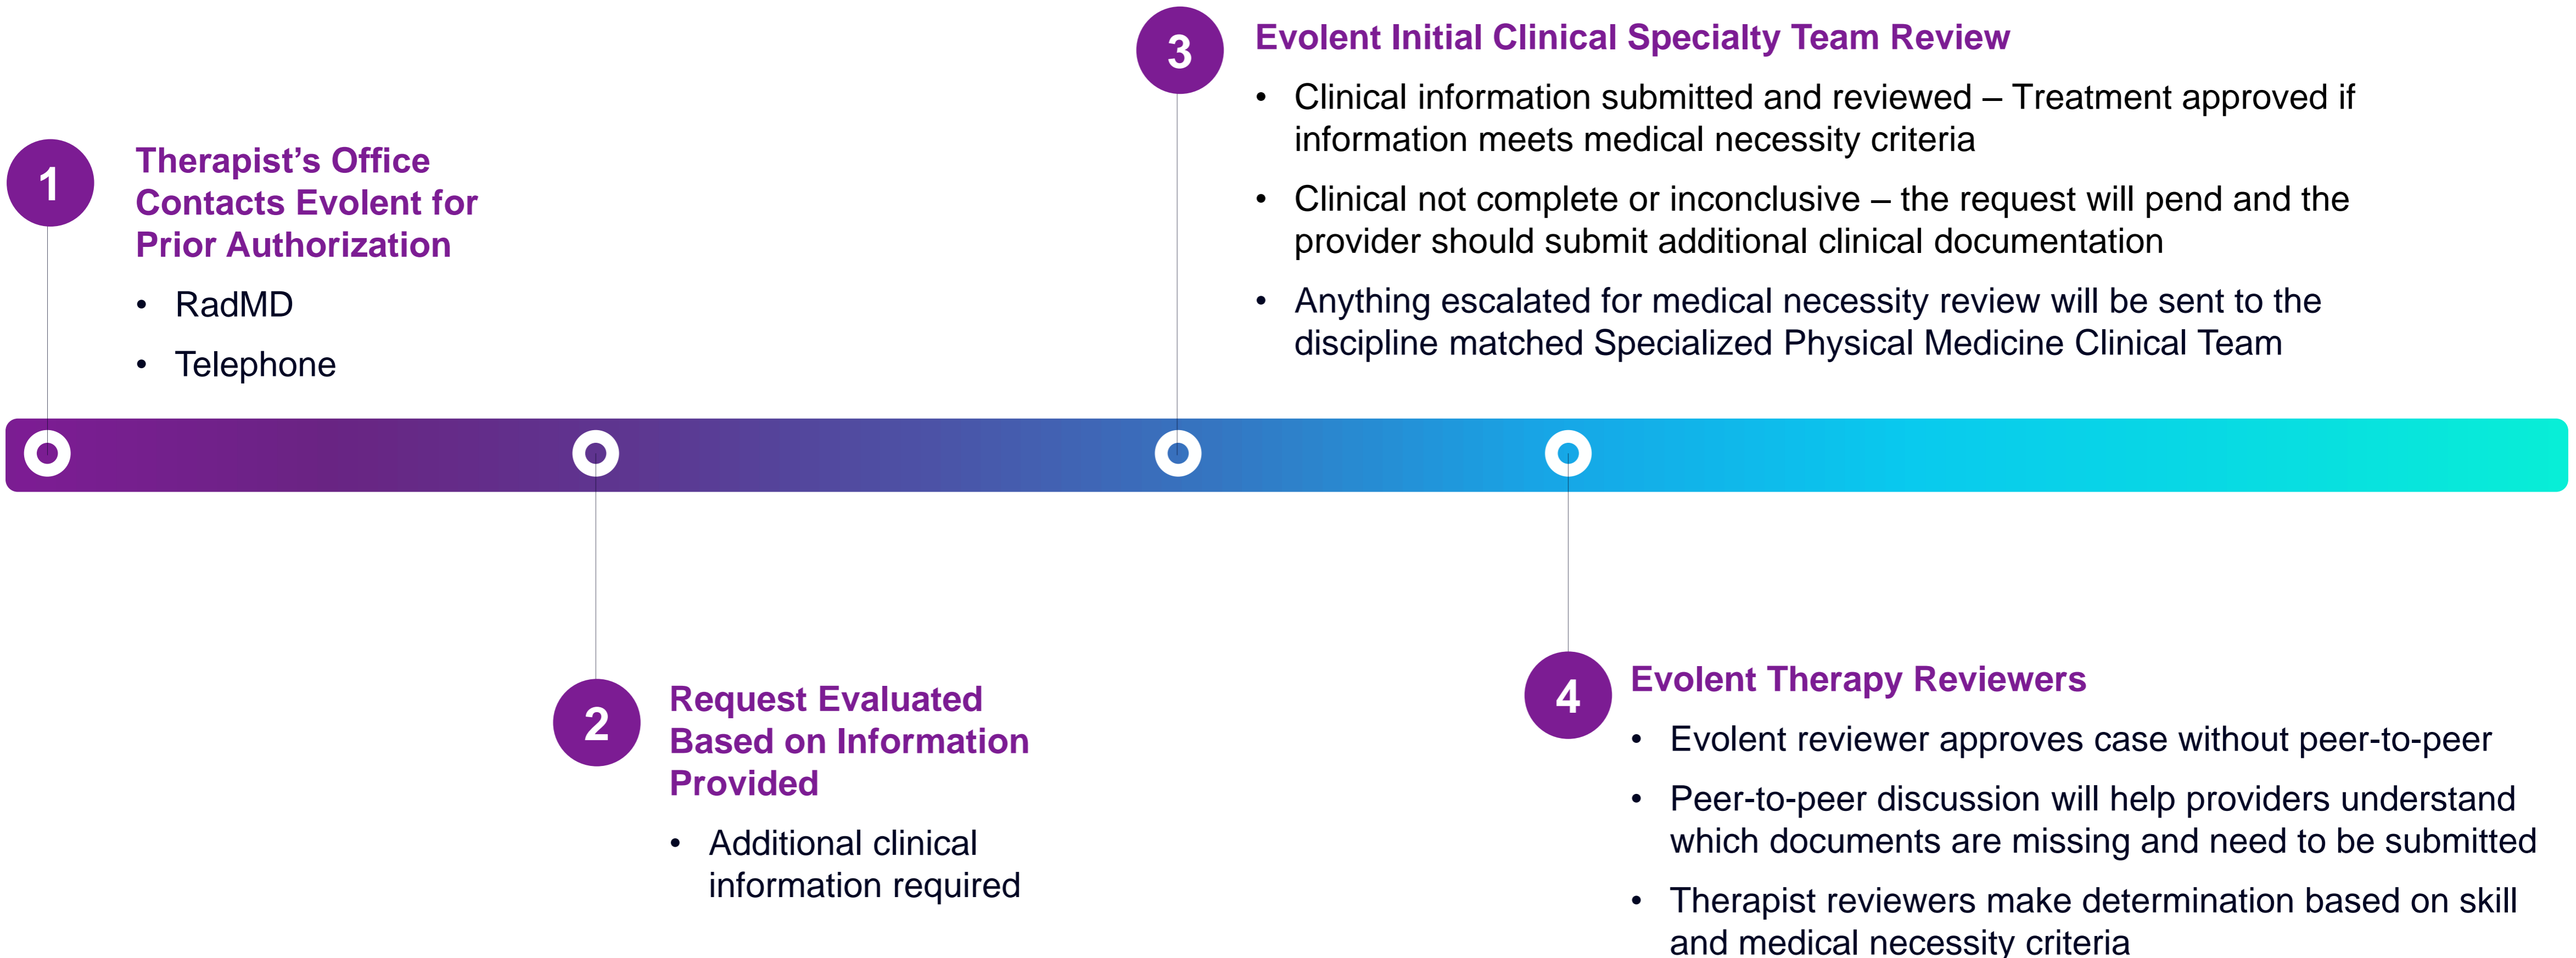 1
Therapist’s Office
Contacts Evolent for
Prior Authorization
• RadMD
• Telephone
2
Request Evaluated
Based on Information
Provided
• Additional clinical
information required
3
Evolent Initial Clinical Specialty Team Review
• Clinical information submitted and reviewed – Treatment approved if
information meets medical necessity criteria
• Clinical not complete or inconclusive – the request will pend and the
provider should submit additional clinical documentation
• Anything escalated for medical necessity review will be sent to the
discipline matched Specialized Physical Medicine Clinical Team
4
Evolent Therapy Reviewers
• Evolent reviewer approves case without peer-to-peer
• Peer-to-peer discussion will help providers understand
which documents are missing and need to be submitted
• Therapist reviewers make determination based on skill
and medical necessity criteria